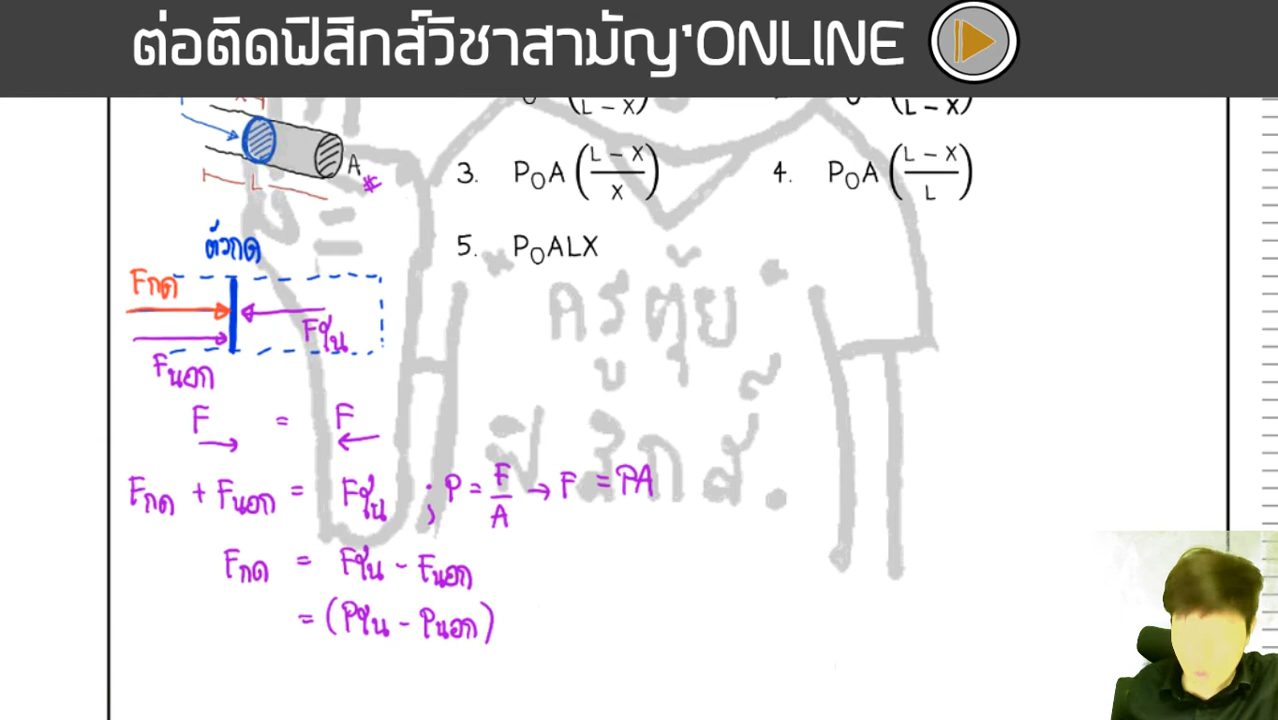 ต่อติดฟิสิกส์วิชาสามัญ'ONLINE
(L - X) (L - X)
A
L
3. P₀A((L - X)/X) 4. P₀A((L - X)/L)
ตัวกด
5. P₀ALX
Fกด
Fใน
Fนอก
"ครูตุ้ย"
ฟิสิกส์.
F = F
Fกด + Fนอก = Fใน ; P = F/A → F = PA
Fกด = Fใน - Fนอก
= (Pใน - Pนอก)